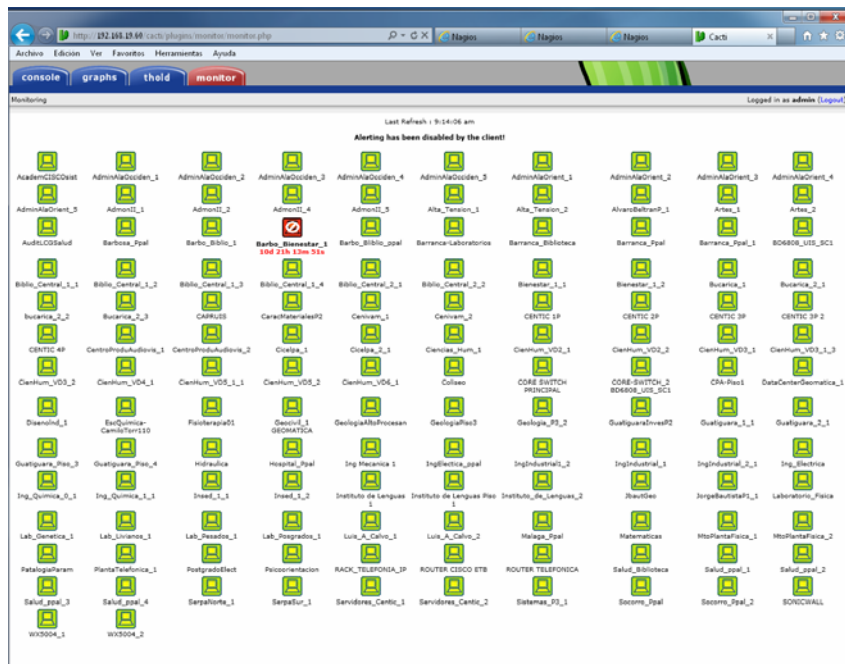 http://192.168.19.60/cacti/plugins/monitor/monitor.php
Nagios
Nagios
Nagios
Cacti
Archivo Edición Ver Favoritos Herramientas Ayuda
console graphs thold monitor
Monitoring
Logged in as admin (Logout)
Last Refresh : 9:14:06 am
Alerting has been disabled by the client!
AcademCISCOsist AdminAlaOcciden_1 AdminAlaOcciden_2 AdminAlaOcciden_3 AdminAlaOcciden_4 AdminAlaOcciden_5 AdminAlaOrient_1 AdminAlaOrient_2 AdminAlaOrient_3 AdminAlaOrient_4
AdminAlaOrient_5 AdmonII_1 AdmonII_2 AdmonII_4 AdmonII_5 Alta_Tension_1 Alta_Tension_2 AlvaroBeltranP_1 Artes_1 Artes_2
AuditLCGSalud Barbosa_Ppal Barbo_Biblio_1 Barbo_Bienestar_1 Barbo_Bliblio_ppal Barranca-Laboratorios Barranca_Biblioteca Barranca_Ppal Barranca_Ppal_1 BD6808_UIS_SC1
10d 21h 13m 51s
Biblio_Central_1_1 Biblio_Central_1_2 Biblio_Central_1_3 Biblio_Central_1_4 Biblio_Central_2_1 Biblio_Central_2_2 Bienestar_1_1 Bienestar_1_2 Bucarica_1 Bucarica_2_1
bucarica_2_2 Bucarica_2_3 CAPRUIS CaracMaterialesP2 Cenivam_1 Cenivam_2 CENTIC 1P CENTIC 2P CENTIC 3P CENTIC 3P 2
CENTIC 4P CentroProduAudiovis_1 CentroProduAudiovis_2 Cicelpa_1 Cicelpa_2_1 Ciencias_Hum_1 CienHum_VD2_1 CienHum_VD2_2 CienHum_VD3_1 CienHum_VD3_1_3
CienHum_VD3_2 CienHum_VD4_1 CienHum_VD5_1_1 CienHum_VD5_2 CienHum_VD6_1 Coliseo CORE SWITCH CORE-SWITCH_2 CPA-Piso1 DataCenterGeomatica_1
PRINCIPAL BD6808_UIS_SC1
Disenoind_1 EscQuimica- Fisioterapia01 Geocivil_1 GeologiaAltoProcesan GeologiaPiso3 Geologia_P3_2 GuatiguaraInvesP2 Guatiguara_1_1 Guatiguara_2_1
CamiloTorr110 GEOMATICA
Guatiguara_Piso_3 Guatiguara_Piso_4 Hidraulica Hospital_Ppal Ing Mecanica 1 IngElectica_ppal IngIndustrial1_2 IngIndustrial_1 IngIndustrial_2_1 Ing_Electrica
Ing_Quimica_0_1 Ing_Quimica_1_1 Insed_1_1 Insed_1_2 Instituto de Lenguas Instituto de Lenguas Piso Instituto_de_Lenguas_2 JbautGeo JorgeBautistaP1_1 Laboratorio_Fisica
1 1
Lab_Genetica_1 Lab_Livianos_1 Lab_Pesados_1 Lab_Posgrados_1 Luis_A_Calvo_1 Luis_A_Calvo_2 Malaga_Ppal Matematicas MtoPlantaFisica_1 MtoPlantaFisica_2
PatalogiaParam PlantaTelefonica_1 PostgradoElect Psicoorientacion RACK_TELEFONIA_IP ROUTER CISCO ETB ROUTER TELEFONICA Salud_Biblioteca Salud_ppal_1 Salud_ppal_2
Salud_ppal_3 Salud_ppal_4 SerpaNorte_1 SerpaSur_1 Servidores_Centic_1 Servidores_Centic_2 Sistemas_P3_1 Socorro_Ppal Socorro_Ppal_2 SONICWALL
WX5004_1 WX5004_2